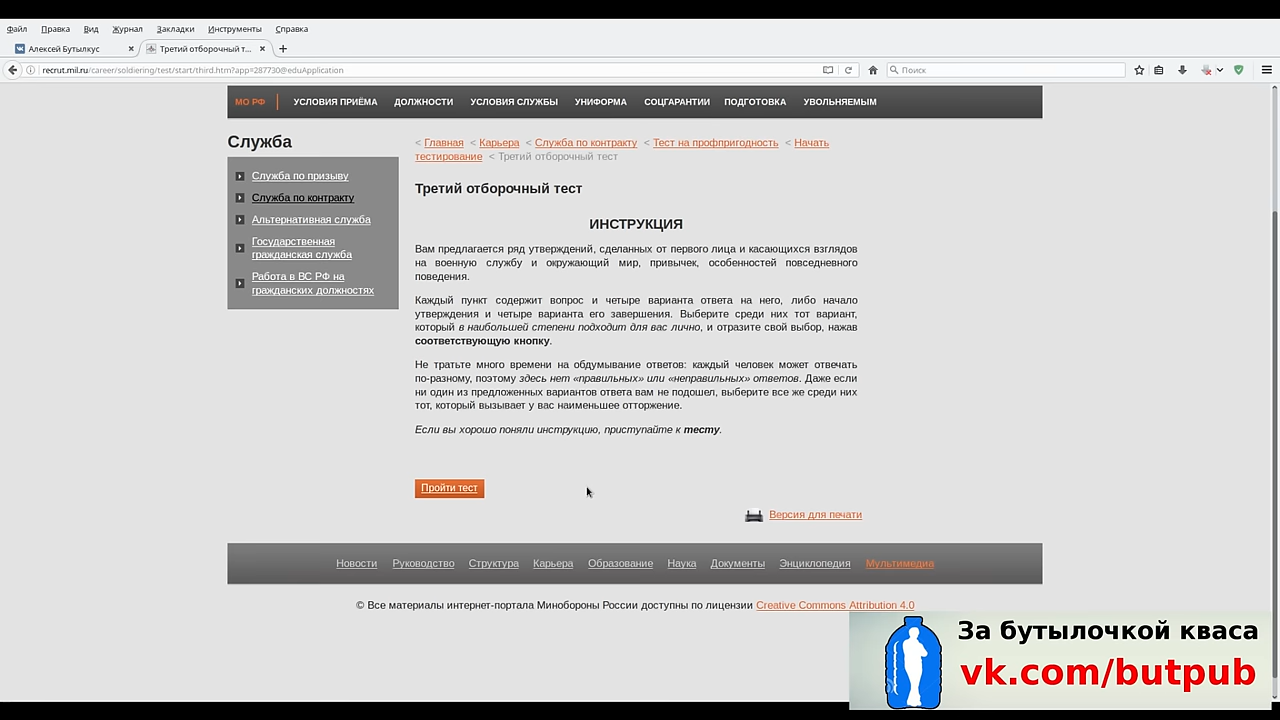 Файл Правка Вид Журнал Закладки Инструменты Справка
Алексей Бутылкус Третий отборочный т...
recrut.mil.ru/career/soldiering/test/start/third.htm?app=287730@eduApplication Поиск
МО РФ УСЛОВИЯ ПРИЁМА ДОЛЖНОСТИ УСЛОВИЯ СЛУЖБЫ УНИФОРМА СОЦГАРАНТИИ ПОДГОТОВКА УВОЛЬНЯЕМЫМ
Служба
Служба по призыву
Служба по контракту
Альтернативная служба
Государственная
гражданская служба
Работа в ВС РФ на
гражданских должностях
< Главная < Карьера < Служба по контракту < Тест на профпригодность < Начать
тестирование < Третий отборочный тест
Третий отборочный тест
ИНСТРУКЦИЯ
Вам предлагается ряд утверждений, сделанных от первого лица и касающихся взглядов
на военную службу и окружающий мир, привычек, особенностей повседневного
поведения.
Каждый пункт содержит вопрос и четыре варианта ответа на него, либо начало
утверждения и четыре варианта его завершения. Выберите среди них тот вариант,
который в наибольшей степени подходит для вас лично, и отразите свой выбор, нажав
соответствующую кнопку.
Не тратьте много времени на обдумывание ответов: каждый человек может отвечать
по-разному, поэтому здесь нет «правильных» или «неправильных» ответов. Даже если
ни один из предложенных вариантов ответа вам не подошел, выберите все же среди них
тот, который вызывает у вас наименьшее отторжение.
Если вы хорошо поняли инструкцию, приступайте к тесту.
Пройти тест
Версия для печати
Новости Руководство Структура Карьера Образование Наука Документы Энциклопедия Мультимедиа
© Все материалы интернет-портала Минобороны России доступны по лицензии Creative Commons Attribution 4.0
За бутылочкой кваса
vk.com/butpub